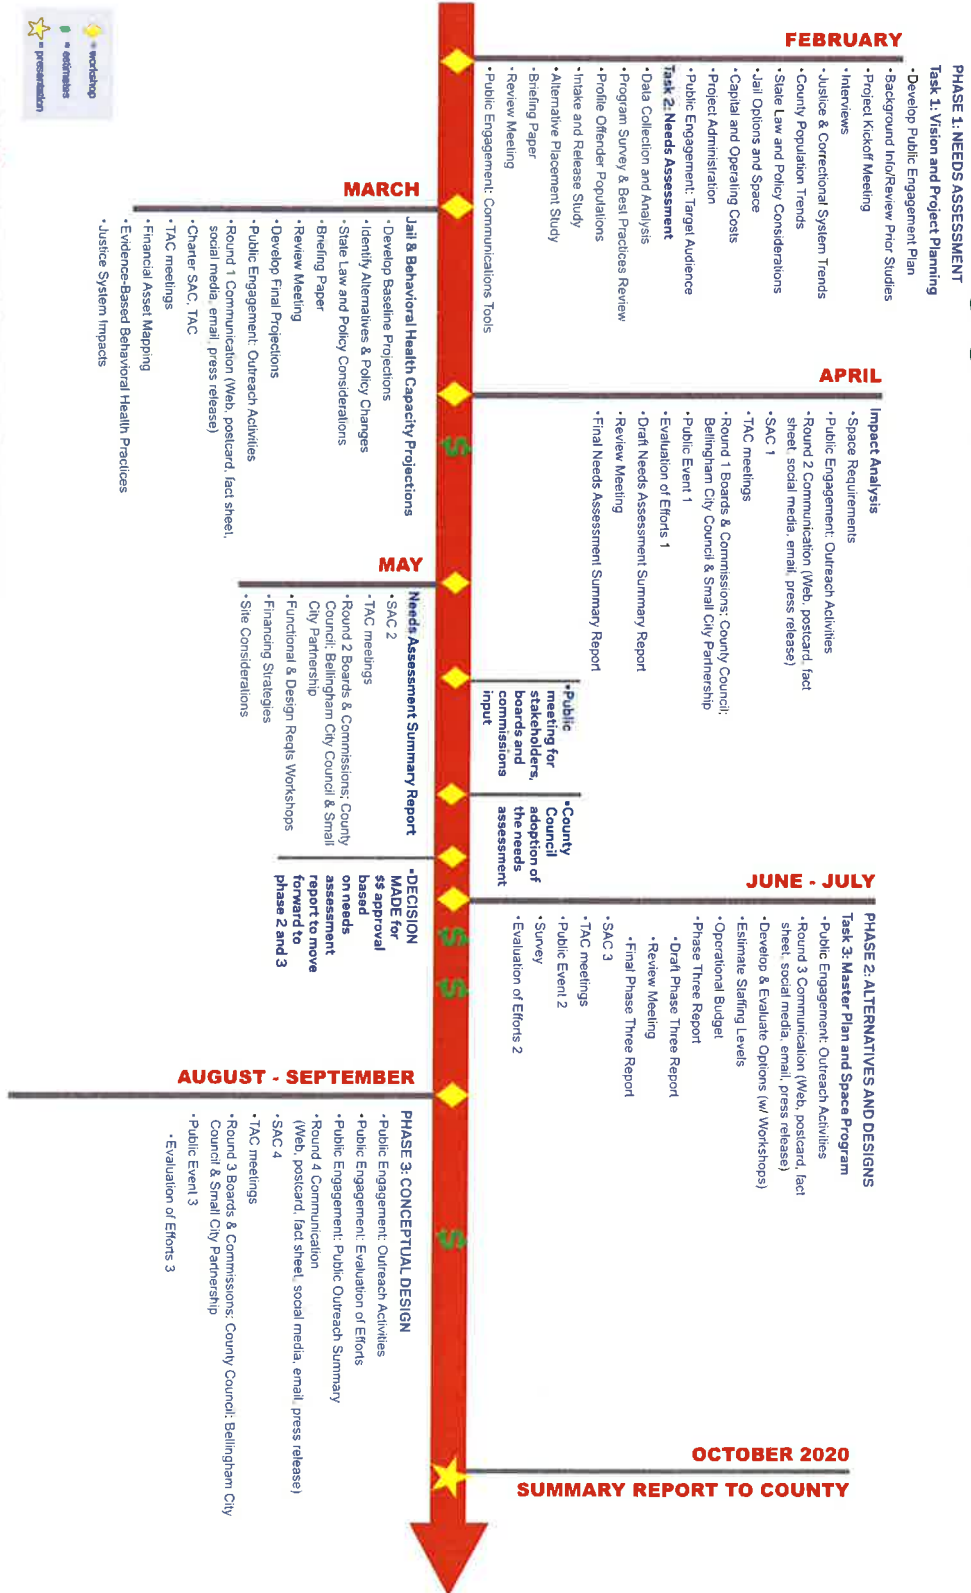 FEBRUARY
PHASE 1: NEEDS ASSESSMENT
Task 1: Vision and Project Planning
• Develop Public Engagement Plan
• Background Info/Review Prior Studies
• Project Kickoff Meeting
• Interviews
• Justice & Correctional System Trends
• County Population Trends
• State Law and Policy Considerations
• Jail Options and Space
• Capital and Operating Costs
• Project Administration
• Public Engagement: Target Audience
Task 2: Needs Assessment
• Data Collection and Analysis
• Program Survey & Best Practices Review
• Profile Offender Populations
• Intake and Release Study
• Alternative Placement Study
• Briefing Paper
• Review Meeting
• Public Engagement: Communications Tools
MARCH
Jail & Behavioral Health Capacity Projections
• Develop Baseline Projections
• Identify Alternatives & Policy Changes
• State Law and Policy Considerations
• Briefing Paper
• Review Meeting
• Develop Final Projections
• Public Engagement: Outreach Activities
• Round 1 Communication (Web, postcard, fact sheet,
social media, email, press release)
• Charter SAC, TAC
• TAC meetings
• Financial Asset Mapping
• Evidence-Based Behavioral Health Practices
• Justice System Impacts
APRIL
Impact Analysis
• Space Requirements
• Public Engagement: Outreach Activities
• Round 2 Communication (Web, postcard, fact
sheet, social media, email, press release)
• SAC 1
• TAC meetings
• Round 1 Boards & Commissions; County Council;
Bellingham City Council & Small City Partnership
• Public Event 1
• Evaluation of Efforts 1
• Draft Needs Assessment Summary Report
• Review Meeting
• Final Needs Assessment Summary Report
$
MAY
Needs Assessment Summary Report
• SAC 2
• TAC meetings
• Round 2 Boards & Commissions; County
Council; Bellingham City Council & Small
City Partnership
• Functional & Design Reqts Workshops
• Financing Strategies
• Site Considerations
• Public
meeting for
stakeholders,
boards and
commissions
input
• County
Council
adoption of
the needs
assessment
• DECISION
MADE for
$$ approval
based
on needs
assessment
report to move
forward to
phase 2 and 3
JUNE - JULY
PHASE 2: ALTERNATIVES AND DESIGNS
Task 3: Master Plan and Space Program
• Public Engagement: Outreach Activities
• Round 3 Communication (Web, postcard, fact
sheet, social media, email, press release)
• Develop & Evaluate Options (w/ Workshops)
• Estimate Staffing Levels
• Operational Budget
• Phase Three Report
• Draft Phase Three Report
• Review Meeting
• Final Phase Three Report
• SAC 3
• TAC meetings
• Public Event 2
• Survey
• Evaluation of Efforts 2
$ $
AUGUST - SEPTEMBER
PHASE 3: CONCEPTUAL DESIGN
• Public Engagement: Outreach Activities
• Public Engagement: Evaluation of Efforts
• Public Engagement: Public Outreach Summary
• Round 4 Communication
(Web, postcard, fact sheet, social media, email, press release)
• SAC 4
• TAC meetings
• Round 3 Boards & Commissions; County Council; Bellingham City
Council & Small City Partnership
• Public Event 3
• Evaluation of Efforts 3
$
OCTOBER 2020
SUMMARY REPORT TO COUNTY
= workshop
$ = estimates
= presentation